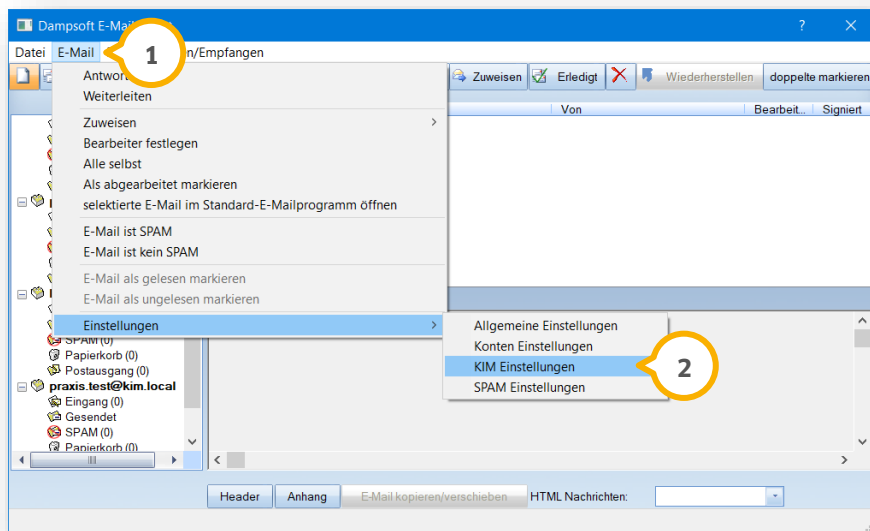 Dampsoft E-Mail
Datei E-Mail n/Empfangen
1
Zuweisen Erledigt Wiederherstellen doppelte markieren
Von Bearbeit... Signiert
Antwor
Weiterleiten
Zuweisen
Bearbeiter festlegen
Alle selbst
Als abgearbeitet markieren
selektierte E-Mail im Standard-E-Mailprogramm öffnen
E-Mail ist SPAM
E-Mail ist kein SPAM
E-Mail als gelesen markieren
E-Mail als ungelesen markieren
Einstellungen
Allgemeine Einstellungen
Konten Einstellungen
KIM Einstellungen
SPAM Einstellungen
2
SPAM (0)
Papierkorb (0)
Postausgang (0)
praxis.test@kim.local
Eingang (0)
Gesendet
SPAM (0)
Papierkorb (0)
Header Anhang E-Mail kopieren/verschieben HTML Nachrichten: